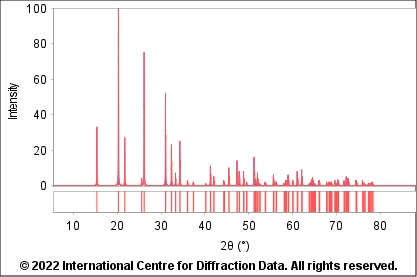 100
80
60
40
20
0
Intensity
10 20 30 40 50 60 70 80
2θ (°)
© 2022 International Centre for Diffraction Data. All rights reserved.